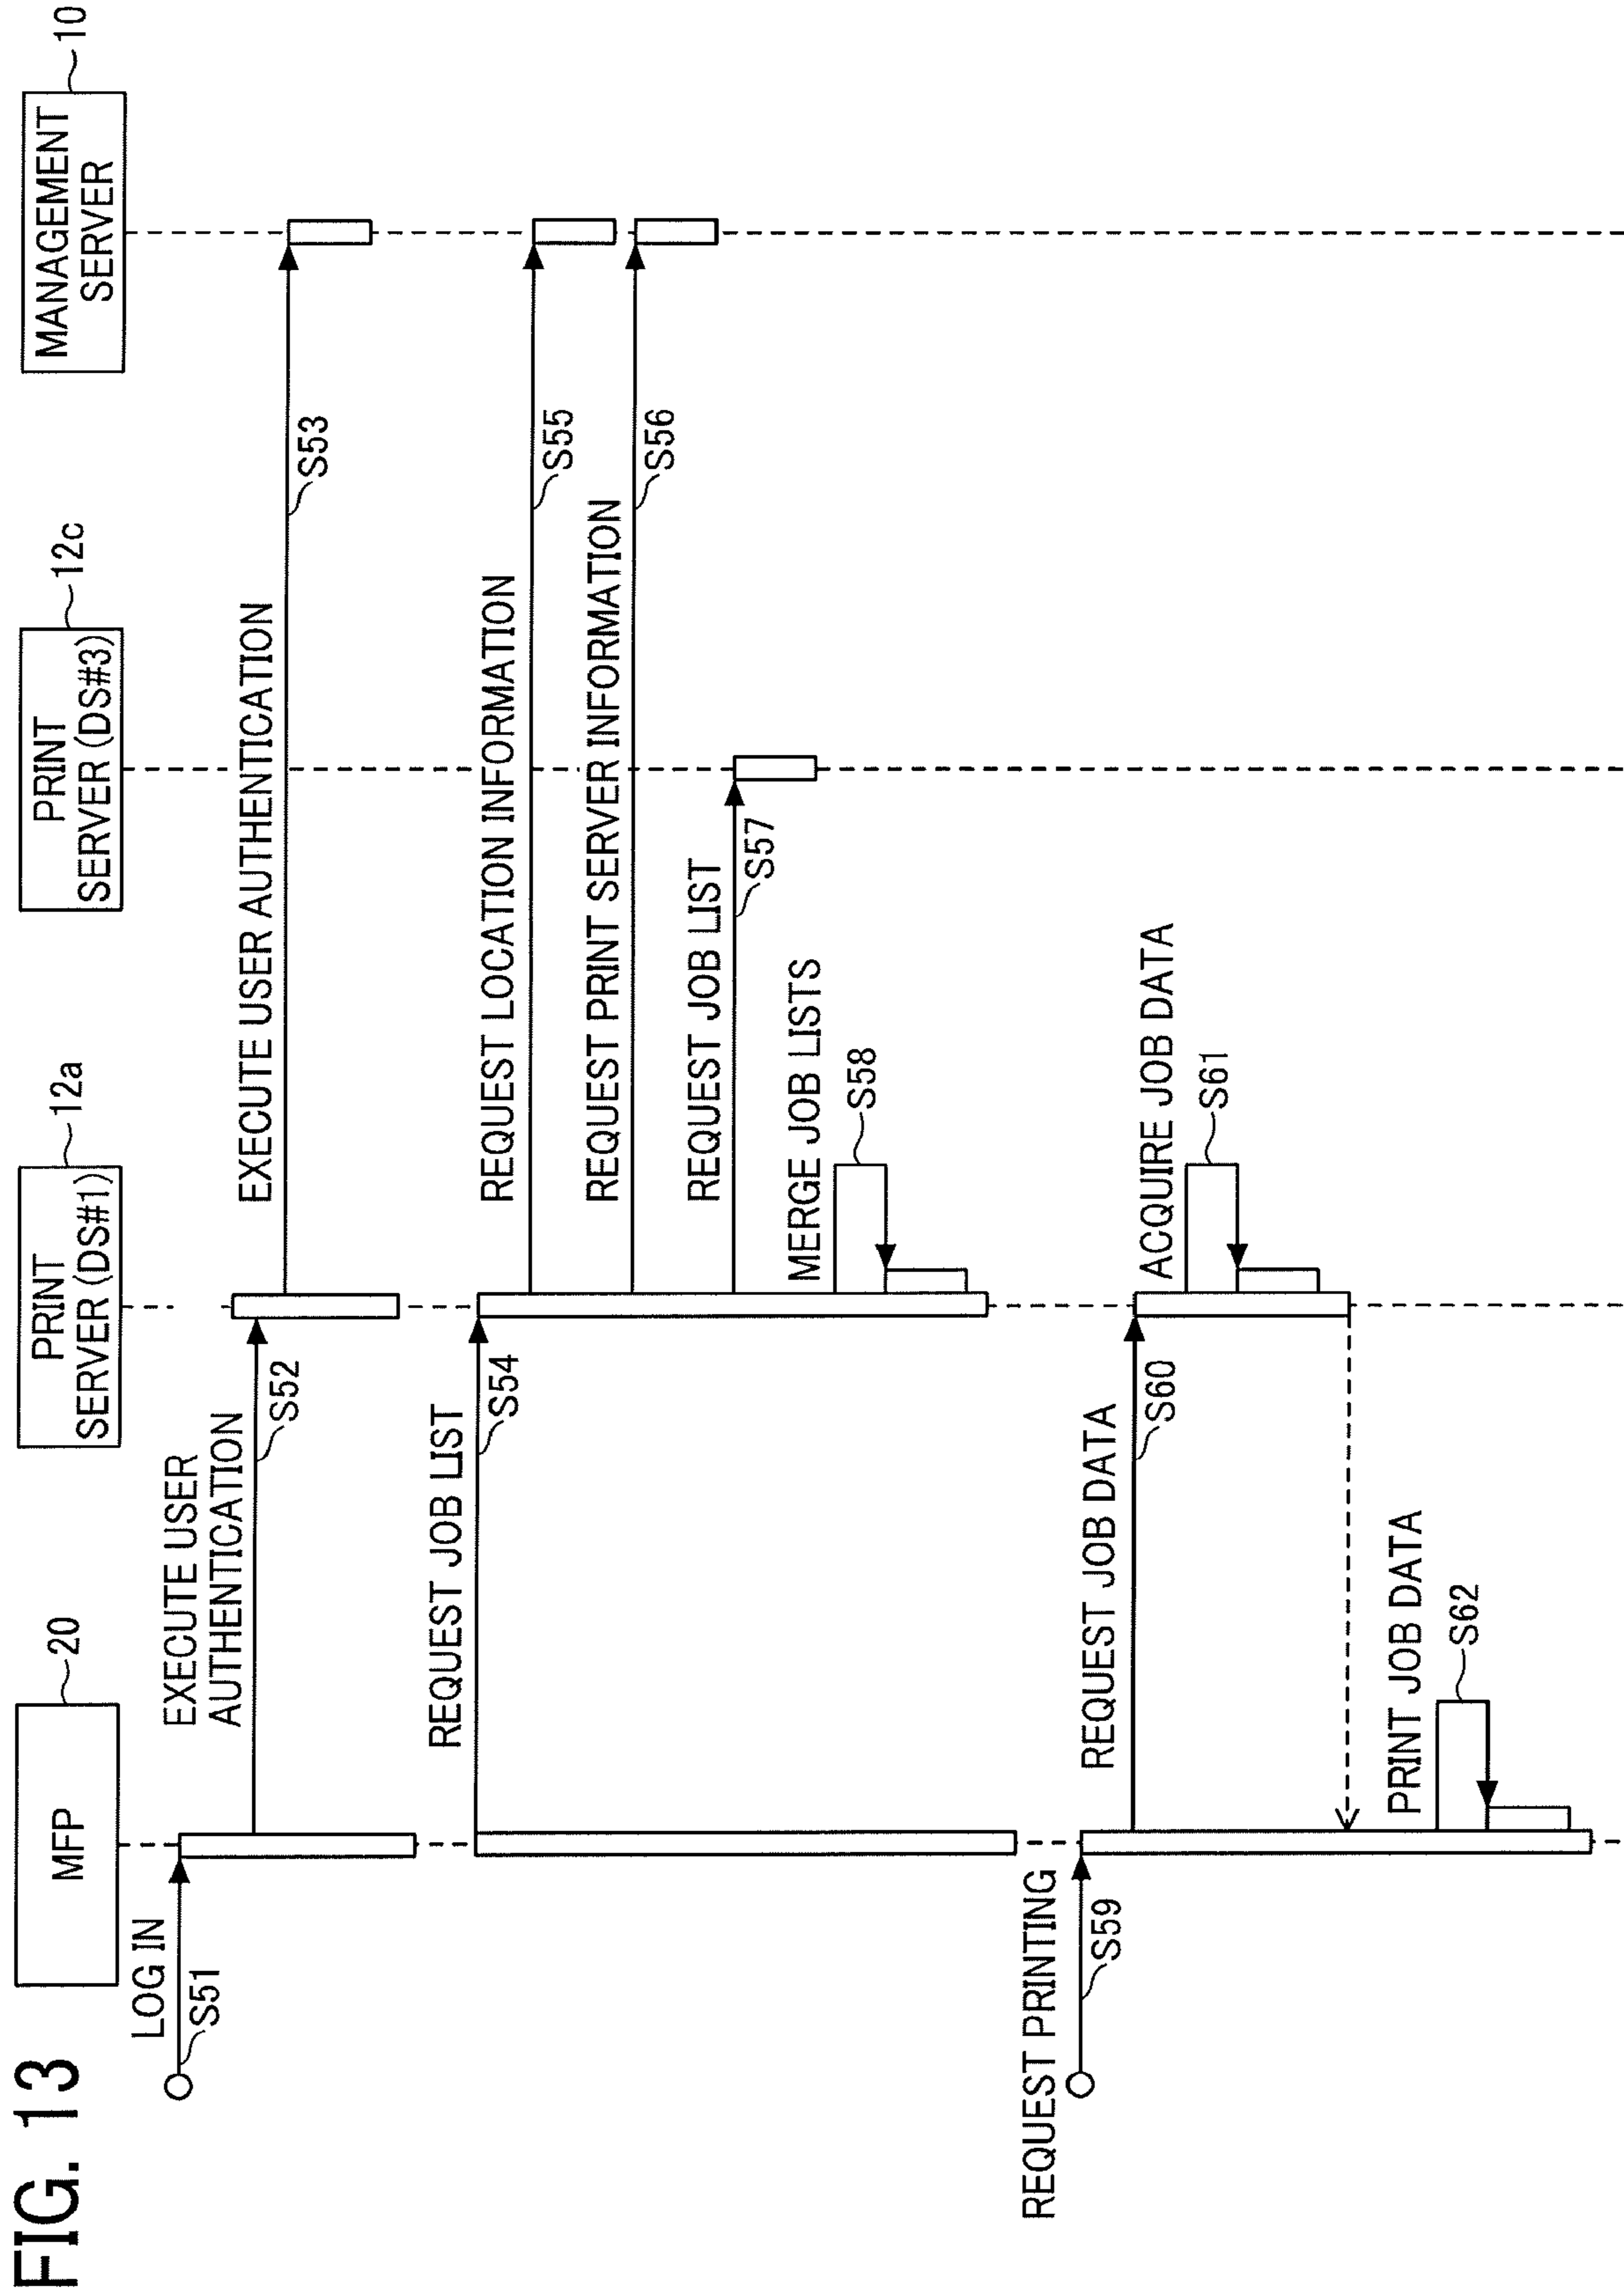 FIG. 13
MFP
20
PRINT
SERVER (DS#1)
12a
PRINT
SERVER (DS#3)
12c
MANAGEMENT
SERVER
10
LOG IN
S51
EXECUTE USER
AUTHENTICATION
S52
EXECUTE USER AUTHENTICATION
S53
REQUEST JOB LIST
S54
REQUEST LOCATION INFORMATION
S55
REQUEST PRINT SERVER INFORMATION
S56
REQUEST JOB LIST
S57
MERGE JOB LISTS
S58
REQUEST PRINTING
S59
REQUEST JOB DATA
S60
ACQUIRE JOB DATA
S61
PRINT JOB DATA
S62